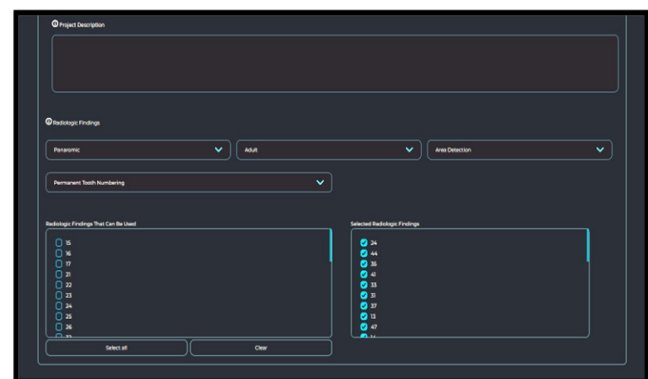 Project Description
Radiologic Findings
Panaromic
Adult
Area Detection
Permanent Tooth Numbering
Radiologic Findings That Can Be Used
15
16
17
21
22
23
24
25
26
Select all
Clear
Selected Radiologic Findings
24
44
35
41
33
31
37
13
47